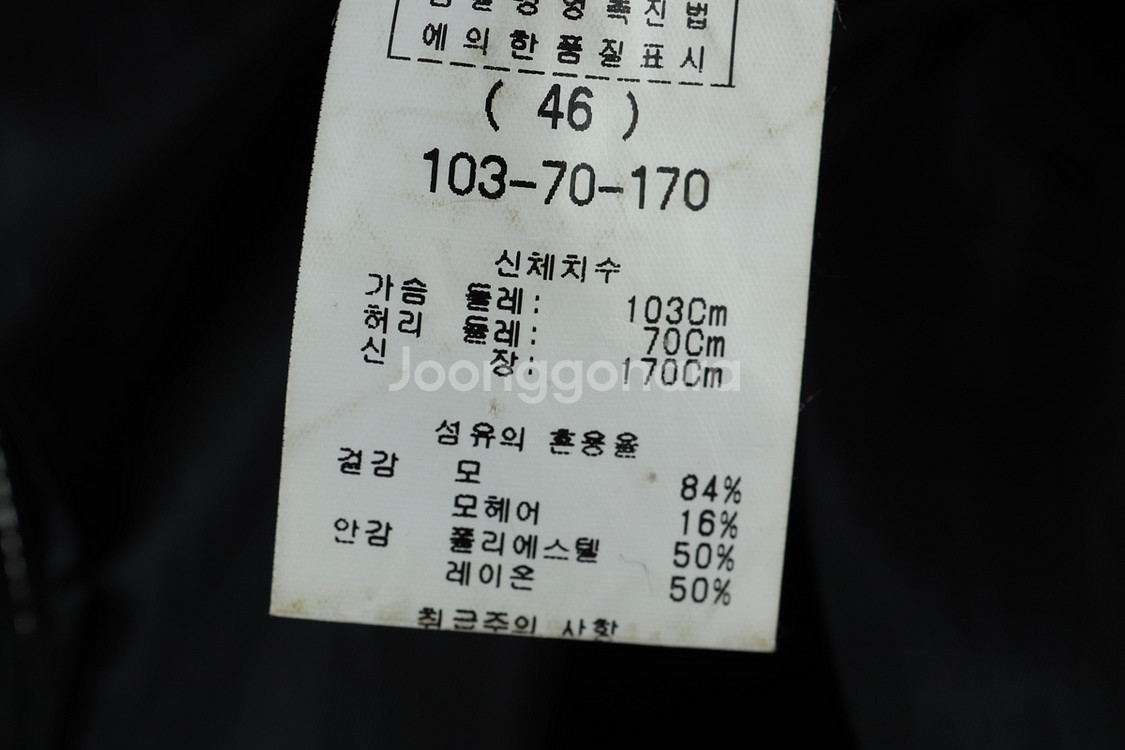 진법
에의한품질표시
( 46 )
103-70-170
신체치수
가슴 둘레: 103Cm
허리 둘레: 70Cm
신 장: 170Cm
Joonggonara
섬유의 혼용율
겉감 모 84%
모헤어 16%
안감 폴리에스텔 50%
레이온 50%
취급주의 사항